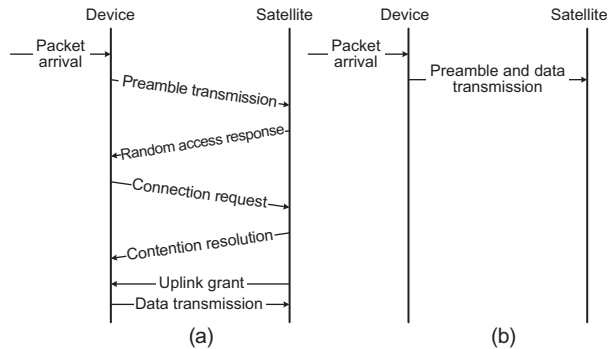 Device
Satellite
Packet
arrival
Preamble transmission
Random access response
Connection request
Contention resolution
Uplink grant
Data transmission
(a)
Device
Satellite
Packet
arrival
Preamble and data
transmission
(b)